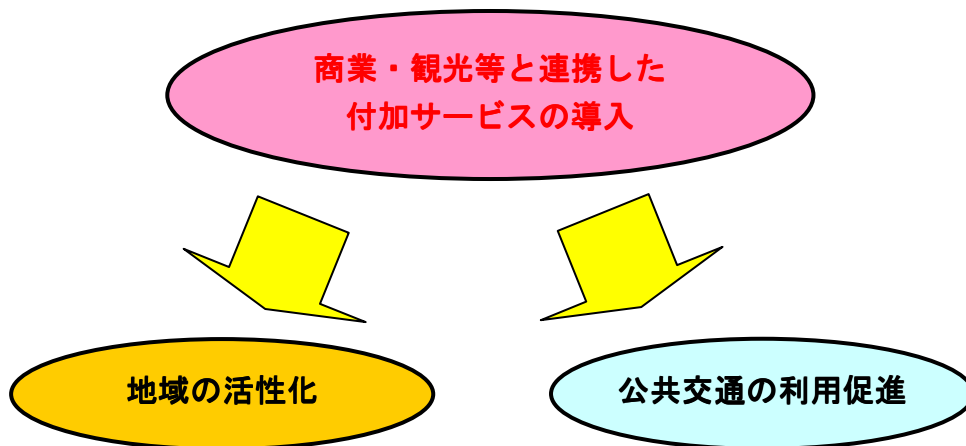 商業・観光等と連携した
付加サービスの導入
地域の活性化
公共交通の利用促進